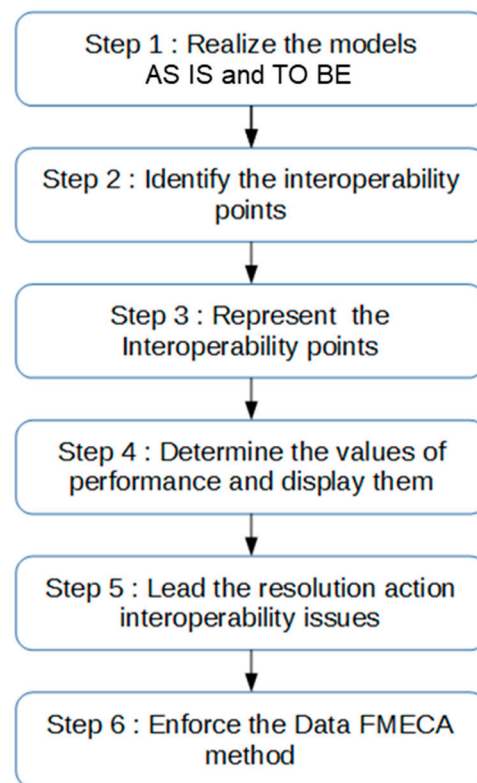 Step 1 : Realize the models
AS IS and TO BE
Step 2 : Identify the interoperability
points
Step 3 : Represent the
Interoperability points
Step 4 : Determine the values of
performance and display them
Step 5 : Lead the resolution action
interoperability issues
Step 6 : Enforce the Data FMECA
method